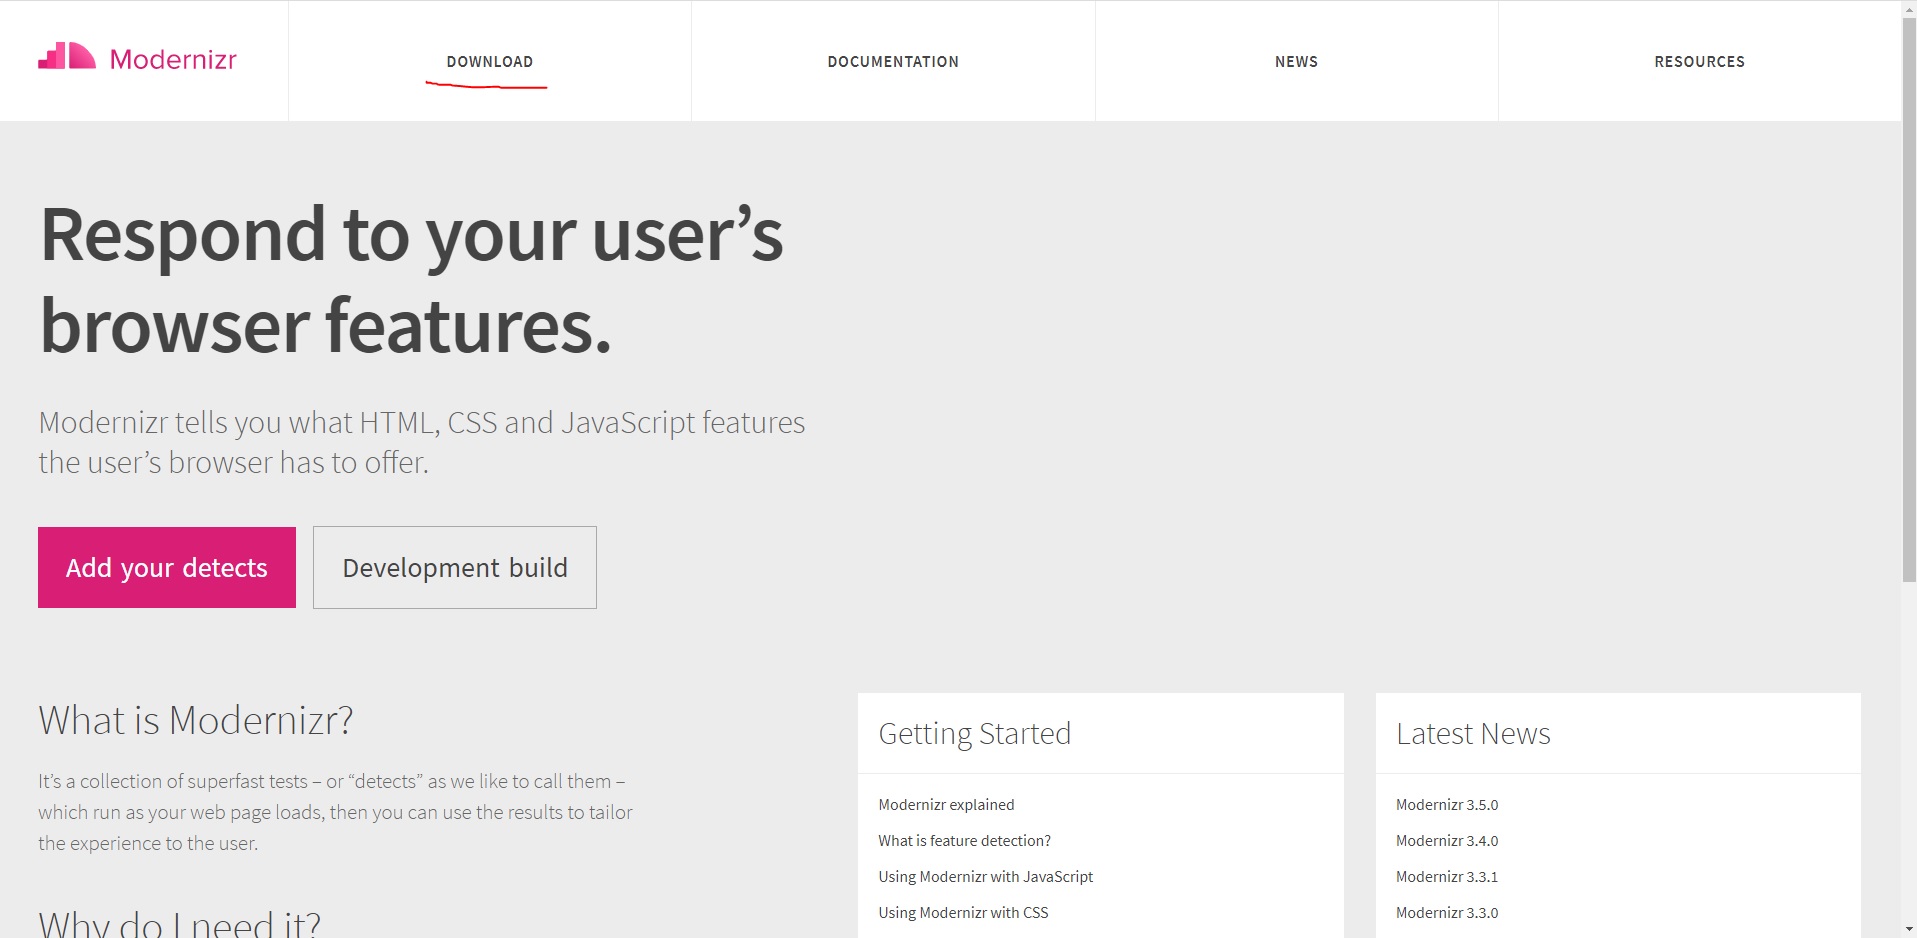 Modernizr
DOWNLOAD
DOCUMENTATION
NEWS
RESOURCES
Respond to your user’s
browser features.
Modernizr tells you what HTML, CSS and JavaScript features
the user’s browser has to offer.
Add your detects
Development build
What is Modernizr?
It’s a collection of superfast tests – or “detects” as we like to call them –
which run as your web page loads, then you can use the results to tailor
the experience to the user.
Why do I need it?
Getting Started
Modernizr explained
What is feature detection?
Using Modernizr with JavaScript
Using Modernizr with CSS
Latest News
Modernizr 3.5.0
Modernizr 3.4.0
Modernizr 3.3.1
Modernizr 3.3.0